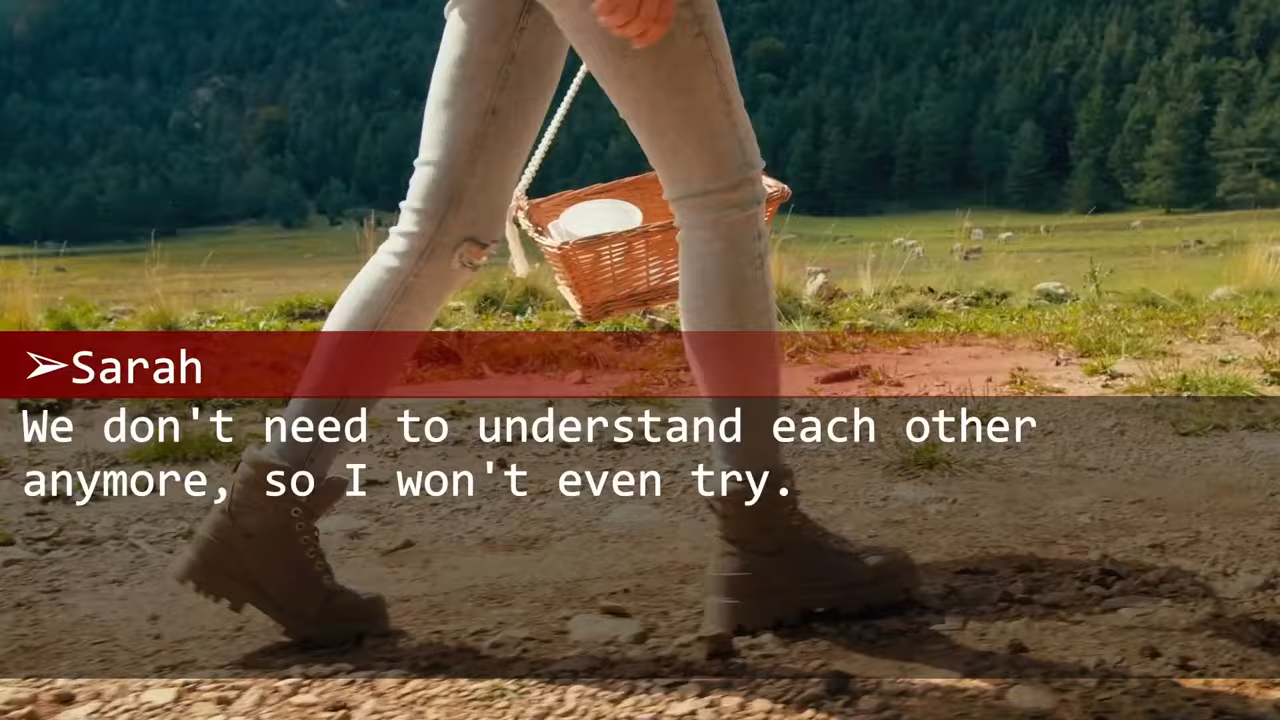 ➢Sarah
We don't need to understand each other
anymore, so I won't even try.